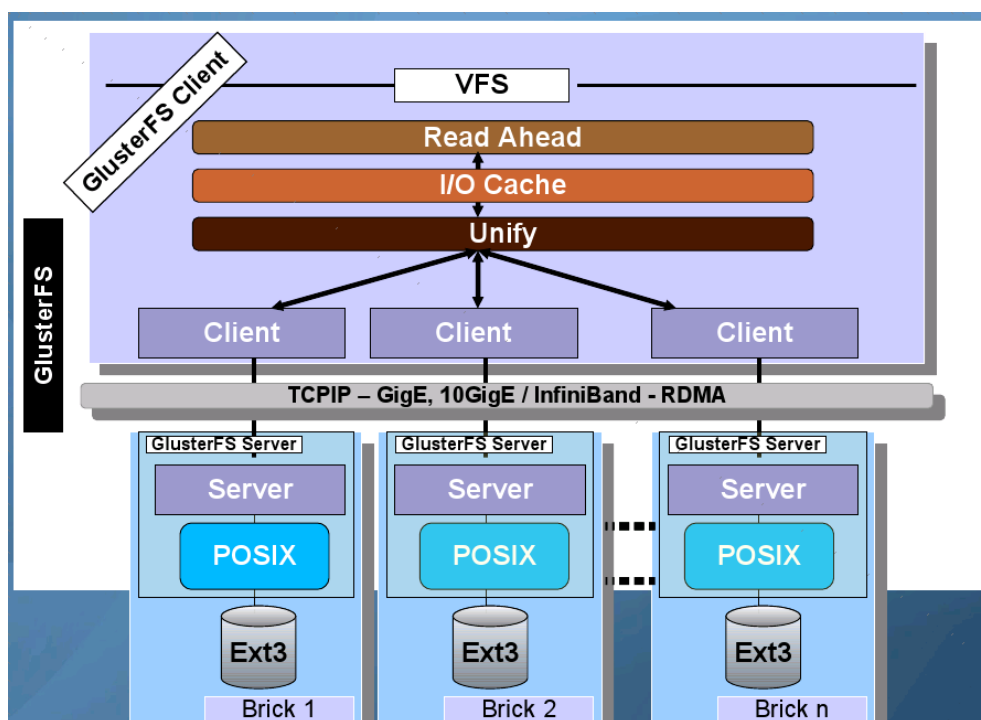 VFS
GlusterFS Client
Read Ahead
I/O Cache
Unify
GlusterFS
Client
Client
Client
TCPIP – GigE, 10GigE / InfiniBand - RDMA
GlusterFS Server
GlusterFS Server
GlusterFS Server
Server
Server
Server
POSIX
POSIX
POSIX
Ext3
Ext3
Ext3
Brick 1
Brick 2
Brick n